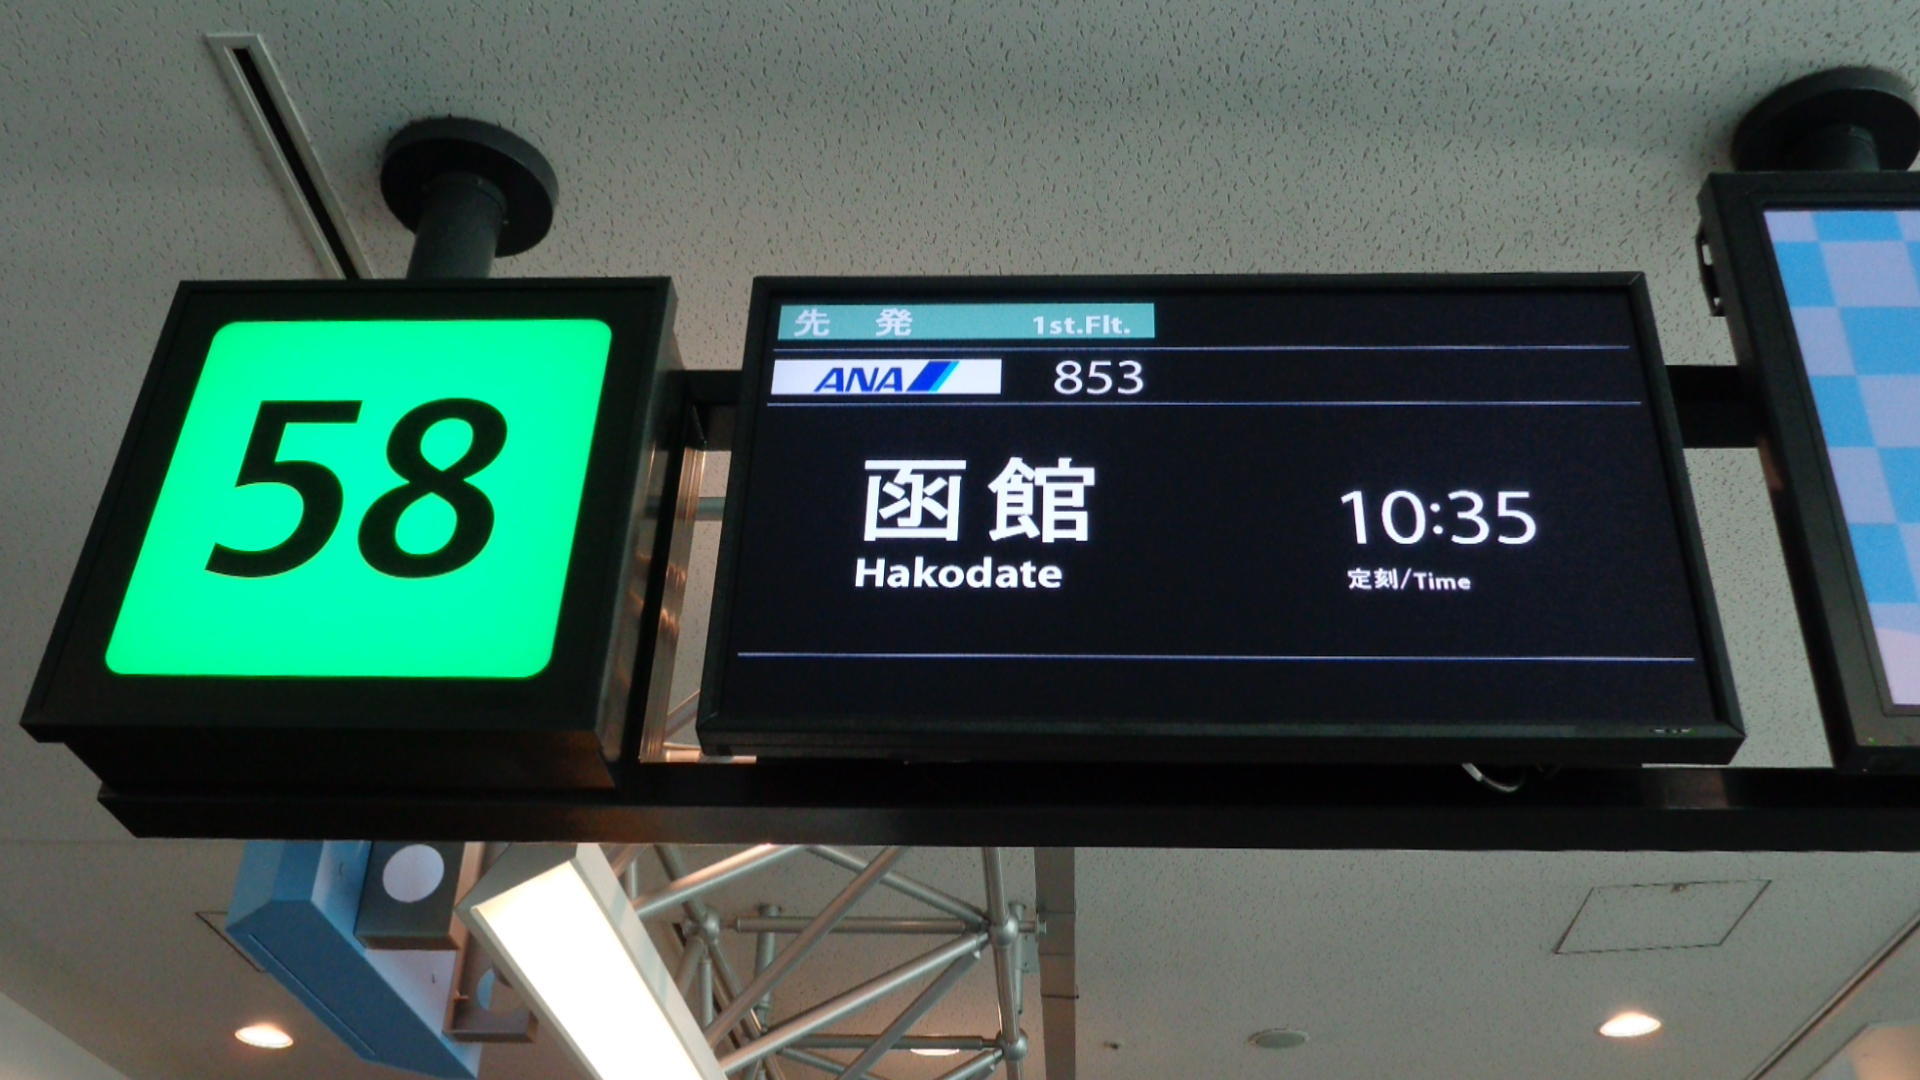 58
先発 1st.Flt.
ANA 853
函館
Hakodate
10:35
定刻/Time